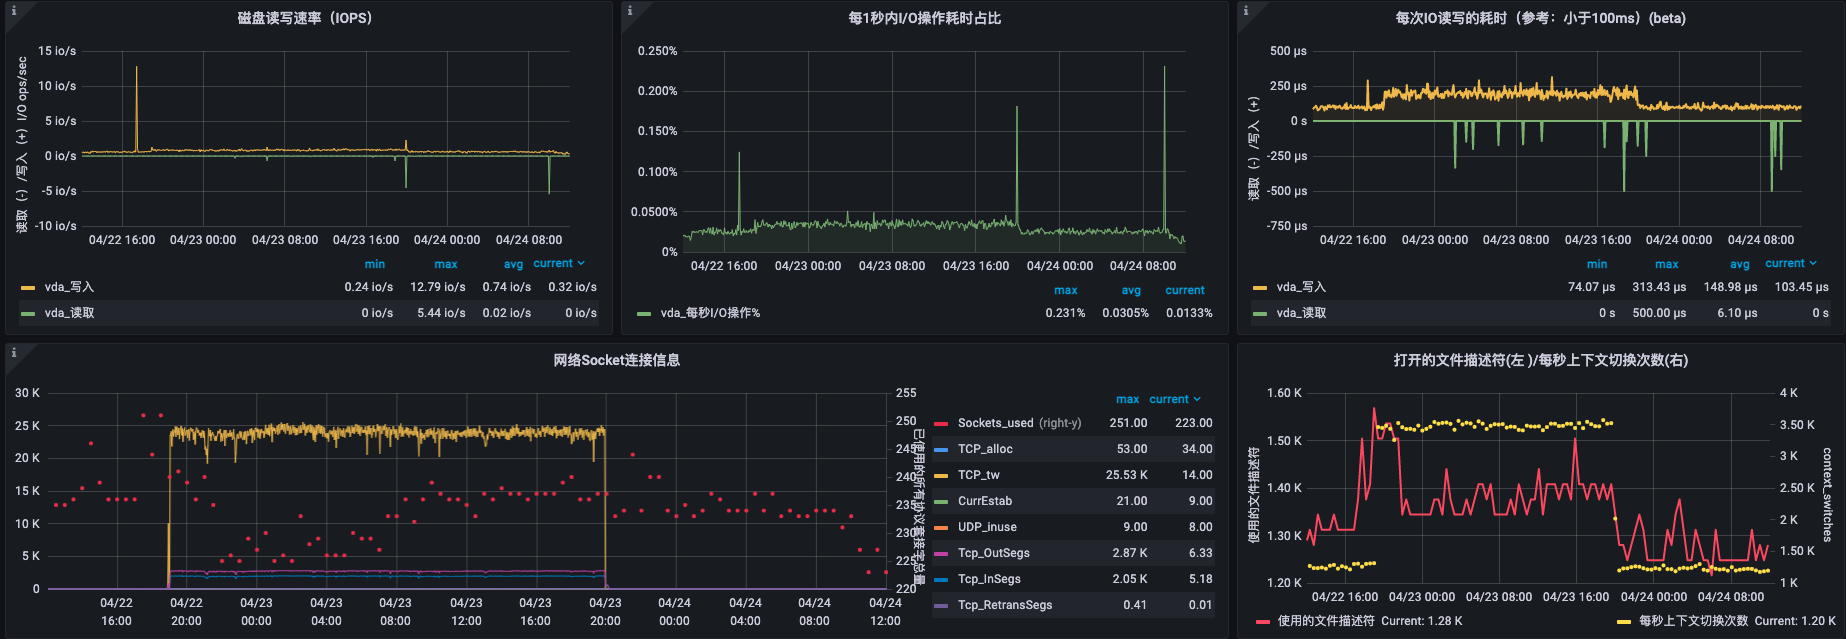 磁盘读写速率（IOPS）
读取（-）/写入（+）I/O ops/sec
15 io/s
10 io/s
5 io/s
0 io/s
-5 io/s
-10 io/s
04/22 16:00 04/23 00:00 04/23 08:00 04/23 16:00 04/24 00:00 04/24 08:00
min max avg current
vda_写入 0.24 io/s 12.79 io/s 0.74 io/s 0.32 io/s
vda_读取 0 io/s 5.44 io/s 0.02 io/s 0 io/s
每1秒内I/O操作耗时占比
0.250%
0.200%
0.150%
0.100%
0.0500%
0%
04/22 16:00 04/23 00:00 04/23 08:00 04/23 16:00 04/24 00:00 04/24 08:00
max avg current
vda_每秒I/O操作% 0.231% 0.0305% 0.0133%
每次IO读写的耗时（参考：小于100ms）(beta)
读取（-）/写入（+）
500 µs
250 µs
0 s
-250 µs
-500 µs
-750 µs
04/22 16:00 04/23 00:00 04/23 08:00 04/23 16:00 04/24 00:00 04/24 08:00
min max avg current
vda_写入 74.07 µs 313.43 µs 148.98 µs 103.45 µs
vda_读取 0 s 500.00 µs 6.10 µs 0 s
网络Socket连接信息
30 K
25 K
20 K
15 K
10 K
5 K
0
255
250
245
240
235
230
225
220
已使用的所有协议套接字总量
04/22 16:00 04/22 20:00 04/23 00:00 04/23 04:00 04/23 08:00 04/23 12:00 04/23 16:00 04/23 20:00 04/24 00:00 04/24 04:00 04/24 08:00 04/24 12:00
max current
Sockets_used (right-y) 251.00 223.00
TCP_alloc 53.00 34.00
TCP_tw 25.53 K 14.00
CurrEstab 21.00 9.00
UDP_inuse 9.00 8.00
Tcp_OutSegs 2.87 K 6.33
Tcp_InSegs 2.05 K 5.18
Tcp_RetransSegs 0.41 0.01
打开的文件描述符(左 )/每秒上下文切换次数(右)
使用的文件描述符
1.60 K
1.50 K
1.40 K
1.30 K
1.20 K
4 K
3.50 K
3 K
2.50 K
2 K
1.50 K
1 K
context_switches
04/22 16:00 04/23 00:00 04/23 08:00 04/23 16:00 04/24 00:00 04/24 08:00
使用的文件描述符 Current: 1.28 K
每秒上下文切换次数 Current: 1.20 K